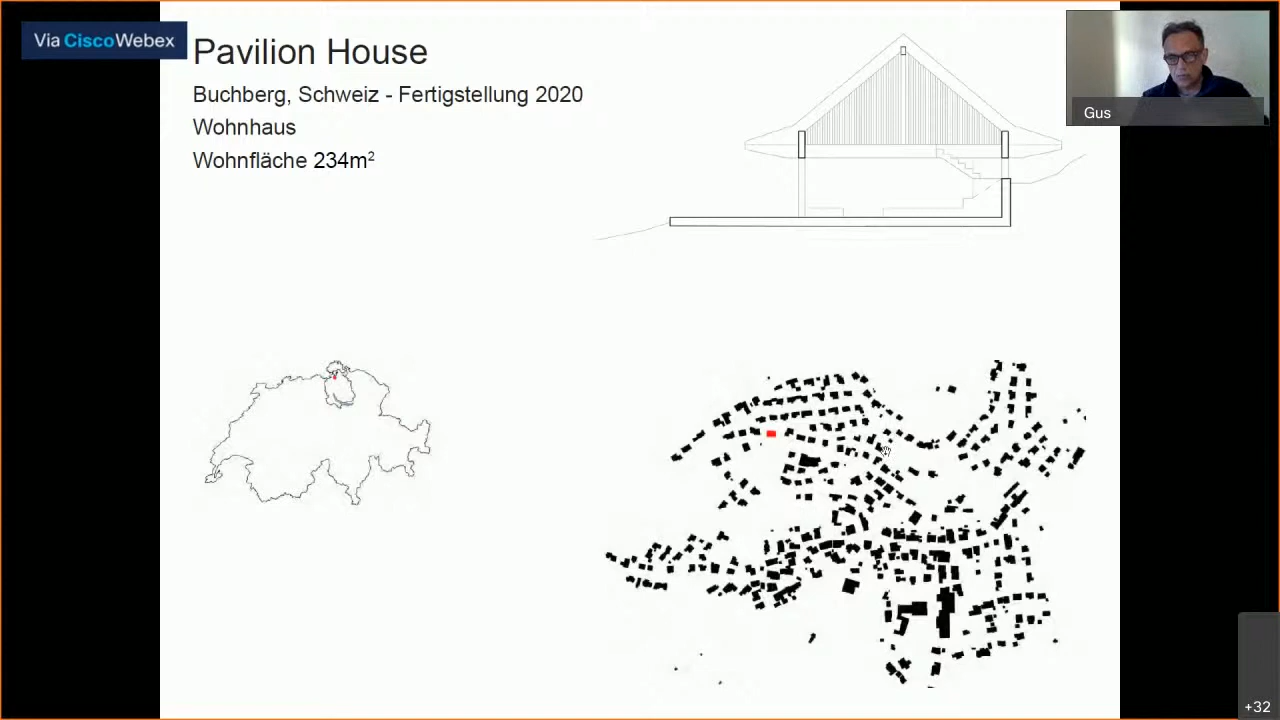 Via CiscoWebex
Pavilion House
Buchberg, Schweiz - Fertigstellung 2020
Wohnhaus
Wohnfläche 234m²
Gus
+32